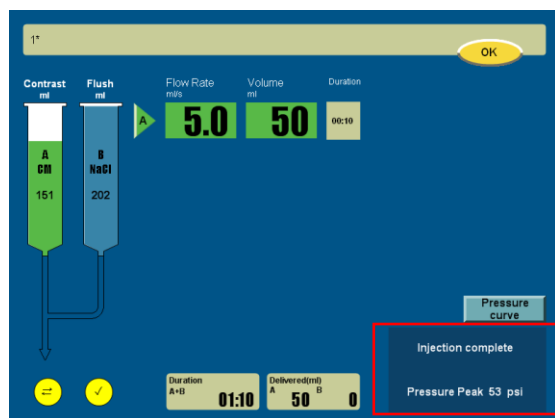 1*
OK
Contrast
ml
Flush
ml
Flow Rate
ml/s
Volume
ml
Duration
A
5.0
50
00:10
A
CM
151
B
NaCl
202
Pressure
curve
Injection complete
Pressure Peak 53 psi
Duration
A+B
01:10
Delivered(ml)
A
50
B
0